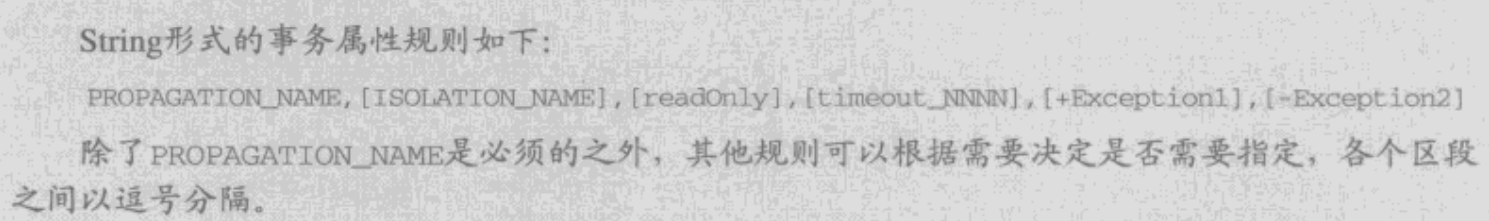 String形式的事务属性规则如下：
PROPAGATION_NAME,[ISOLATION_NAME],[readOnly],[timeout_NNNN],[+Exception1],[-Exception2]
除了PROPAGATION_NAME是必须的之外，其他规则可以根据需要决定是否需要指定，各个区段
之间以逗号分隔。